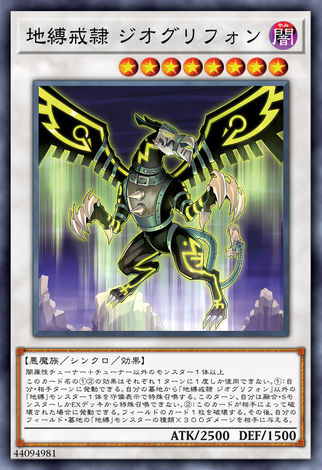 地縛戒隷 ジオグリフォン
闇
やみ
【悪魔族／シンクロ／効果】
闇属性チューナー＋チューナー以外のモンスター１体以上
このカード名の①②の効果はそれぞれ１ターンに１度しか使用できない。①：自
分・相手ターンに発動できる。自分の墓地から「地縛戒隷 ジオグリフォン」以外の
「地縛」モンスター１体を守備表示で特殊召喚する。このターン、自分は融合・Sモ
ンスターしかEXデッキから特殊召喚できない。②：このカードが相手によって破
壊された場合に発動できる。フィールドのカード１枚を破壊する。その後、自分の
フィールド・墓地の「地縛」モンスターの種類×３００ダメージを相手に与える。
ATK/2500 DEF/1500
44094981